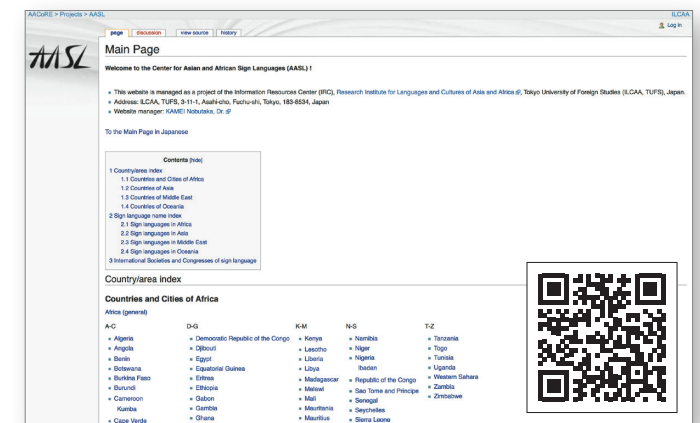 AACoRE > Projects > AASL
ILCAA
Log in
page discussion view source history
AASL
Main Page
Welcome to the Center for Asian and African Sign Languages (AASL) !
This website is managed as a project of the Information Resources Center (IRC), Research Institute for Languages and Cultures of Asia and Africa, Tokyo University of Foreign Studies (ILCAA, TUFS), Japan.
Address: ILCAA, TUFS, 3-11-1, Asahi-cho, Fuchu-shi, Tokyo, 183-8534, Japan
Website manager: KAMEI Nobutaka, Dr.
To the Main Page in Japanese
Contents [hide]
1 Country/area index
1.1 Countries and Cities of Africa
1.2 Countries of Asia
1.3 Countries of Middle East
1.4 Countries of Oceania
2 Sign language name index
2.1 Sign languages in Africa
2.2 Sign languages in Asia
2.3 Sign languages in Middle East
2.4 Sign languages in Oceania
3 International Societies and Congresses of sign language
Country/area index
Countries and Cities of Africa
Africa (general)
A-C
Algeria
Angola
Benin
Botswana
Burkina Faso
Burundi
Cameroon
Kumba
Cape Verde
D-G
Democratic Republic of the Congo
Djibouti
Egypt
Equatorial Guinea
Eritrea
Ethiopia
Gabon
Gambia
Ghana
K-M
Kenya
Lesotho
Liberia
Libya
Madagascar
Malawi
Mali
Mauritania
Mauritius
N-S
Namibia
Niger
Nigeria
Ibadan
Republic of the Congo
Sao Tome and Principe
Senegal
Seychelles
Sierra Leone
T-Z
Tanzania
Togo
Tunisia
Uganda
Western Sahara
Zambia
Zimbabwe